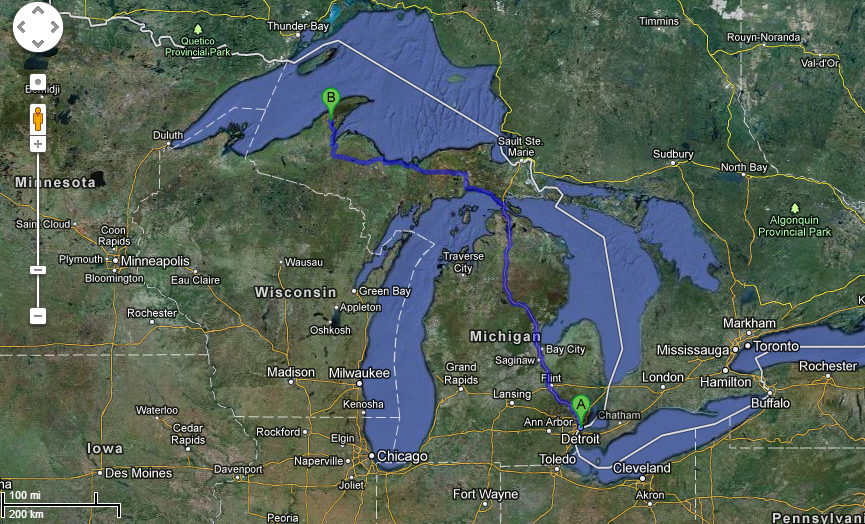 Thunder Bay
Timmins
Quetico
Provincial Park
Rouyn-Noranda
Val-d'Or
Bemidji
B
Duluth
Sault Ste.
Marie
Sudbury
North Bay
Minnesota
Algonquin
Provincial Park
Saint Cloud
Coon
Rapids
Plymouth
Minneapolis
Bloomington
Wausau
Eau Claire
Traverse
City
Wisconsin
Green Bay
Appleton
Rochester
Oshkosh
Michigan
Bay City
Saginaw
Markham
Mississauga
Toronto
Madison
Milwaukee
Grand
Rapids
Flint
London
Hamilton
Rochester
Kenosha
Lansing
A
Buffalo
Waterloo
Chatham
Cedar
Rapids
Rockford
Elgin
Ann Arbor
Detroit
Iowa
Naperville
Chicago
Toledo
Cleveland
Des Moines
Davenport
Joliet
Fort Wayne
Akron
100 mi
200 km
Peoria
Pennsylvan